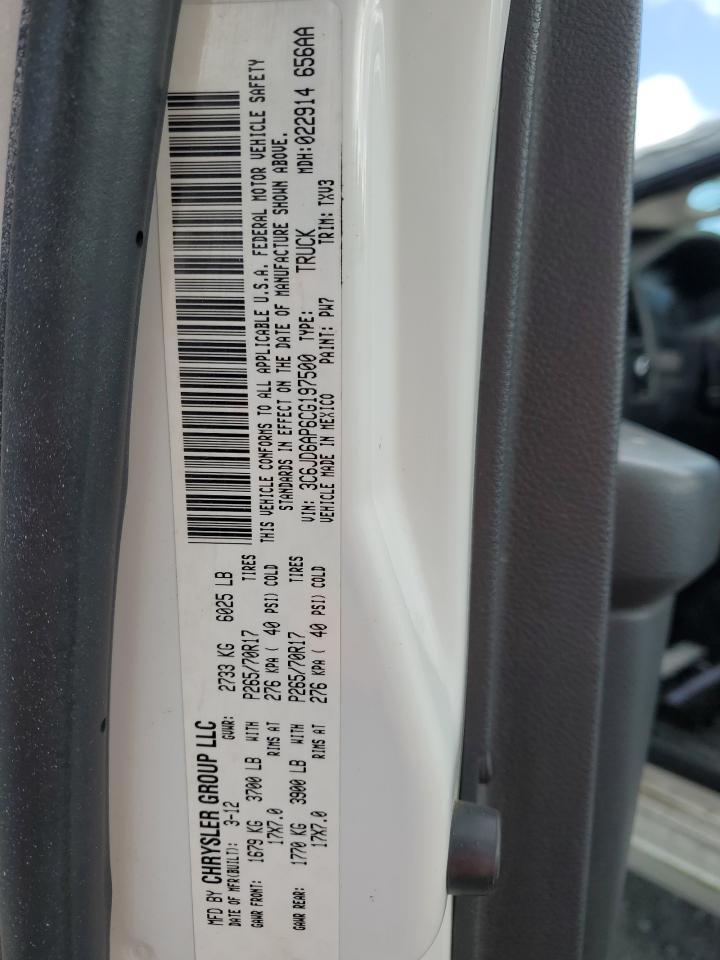 MFD BY CHRYSLER GROUP LLC
DATE OF MFR(BUILT): 3-12 GVWR: 2733 KG 6025 LB
GAWR FRONT: 1679 KG 3700 LB WITH P265/70R17 TIRES
17X7.0 RIMS AT 276 KPA ( 40 PSI) COLD
GAWR REAR: 1770 KG 3900 LB WITH P265/70R17 TIRES
17X7.0 RIMS AT 276 KPA ( 40 PSI) COLD
THIS VEHICLE CONFORMS TO ALL APPLICABLE U.S.A. FEDERAL MOTOR VEHICLE SAFETY
STANDARDS IN EFFECT ON THE DATE OF MANUFACTURE SHOWN ABOVE.
VIN: 3C6JD6AP6CG197500 TYPE: TRUCK MDH:022914 656AA
VEHICLE MADE IN MEXICO PAINT: PW7 TRIM: TXV3